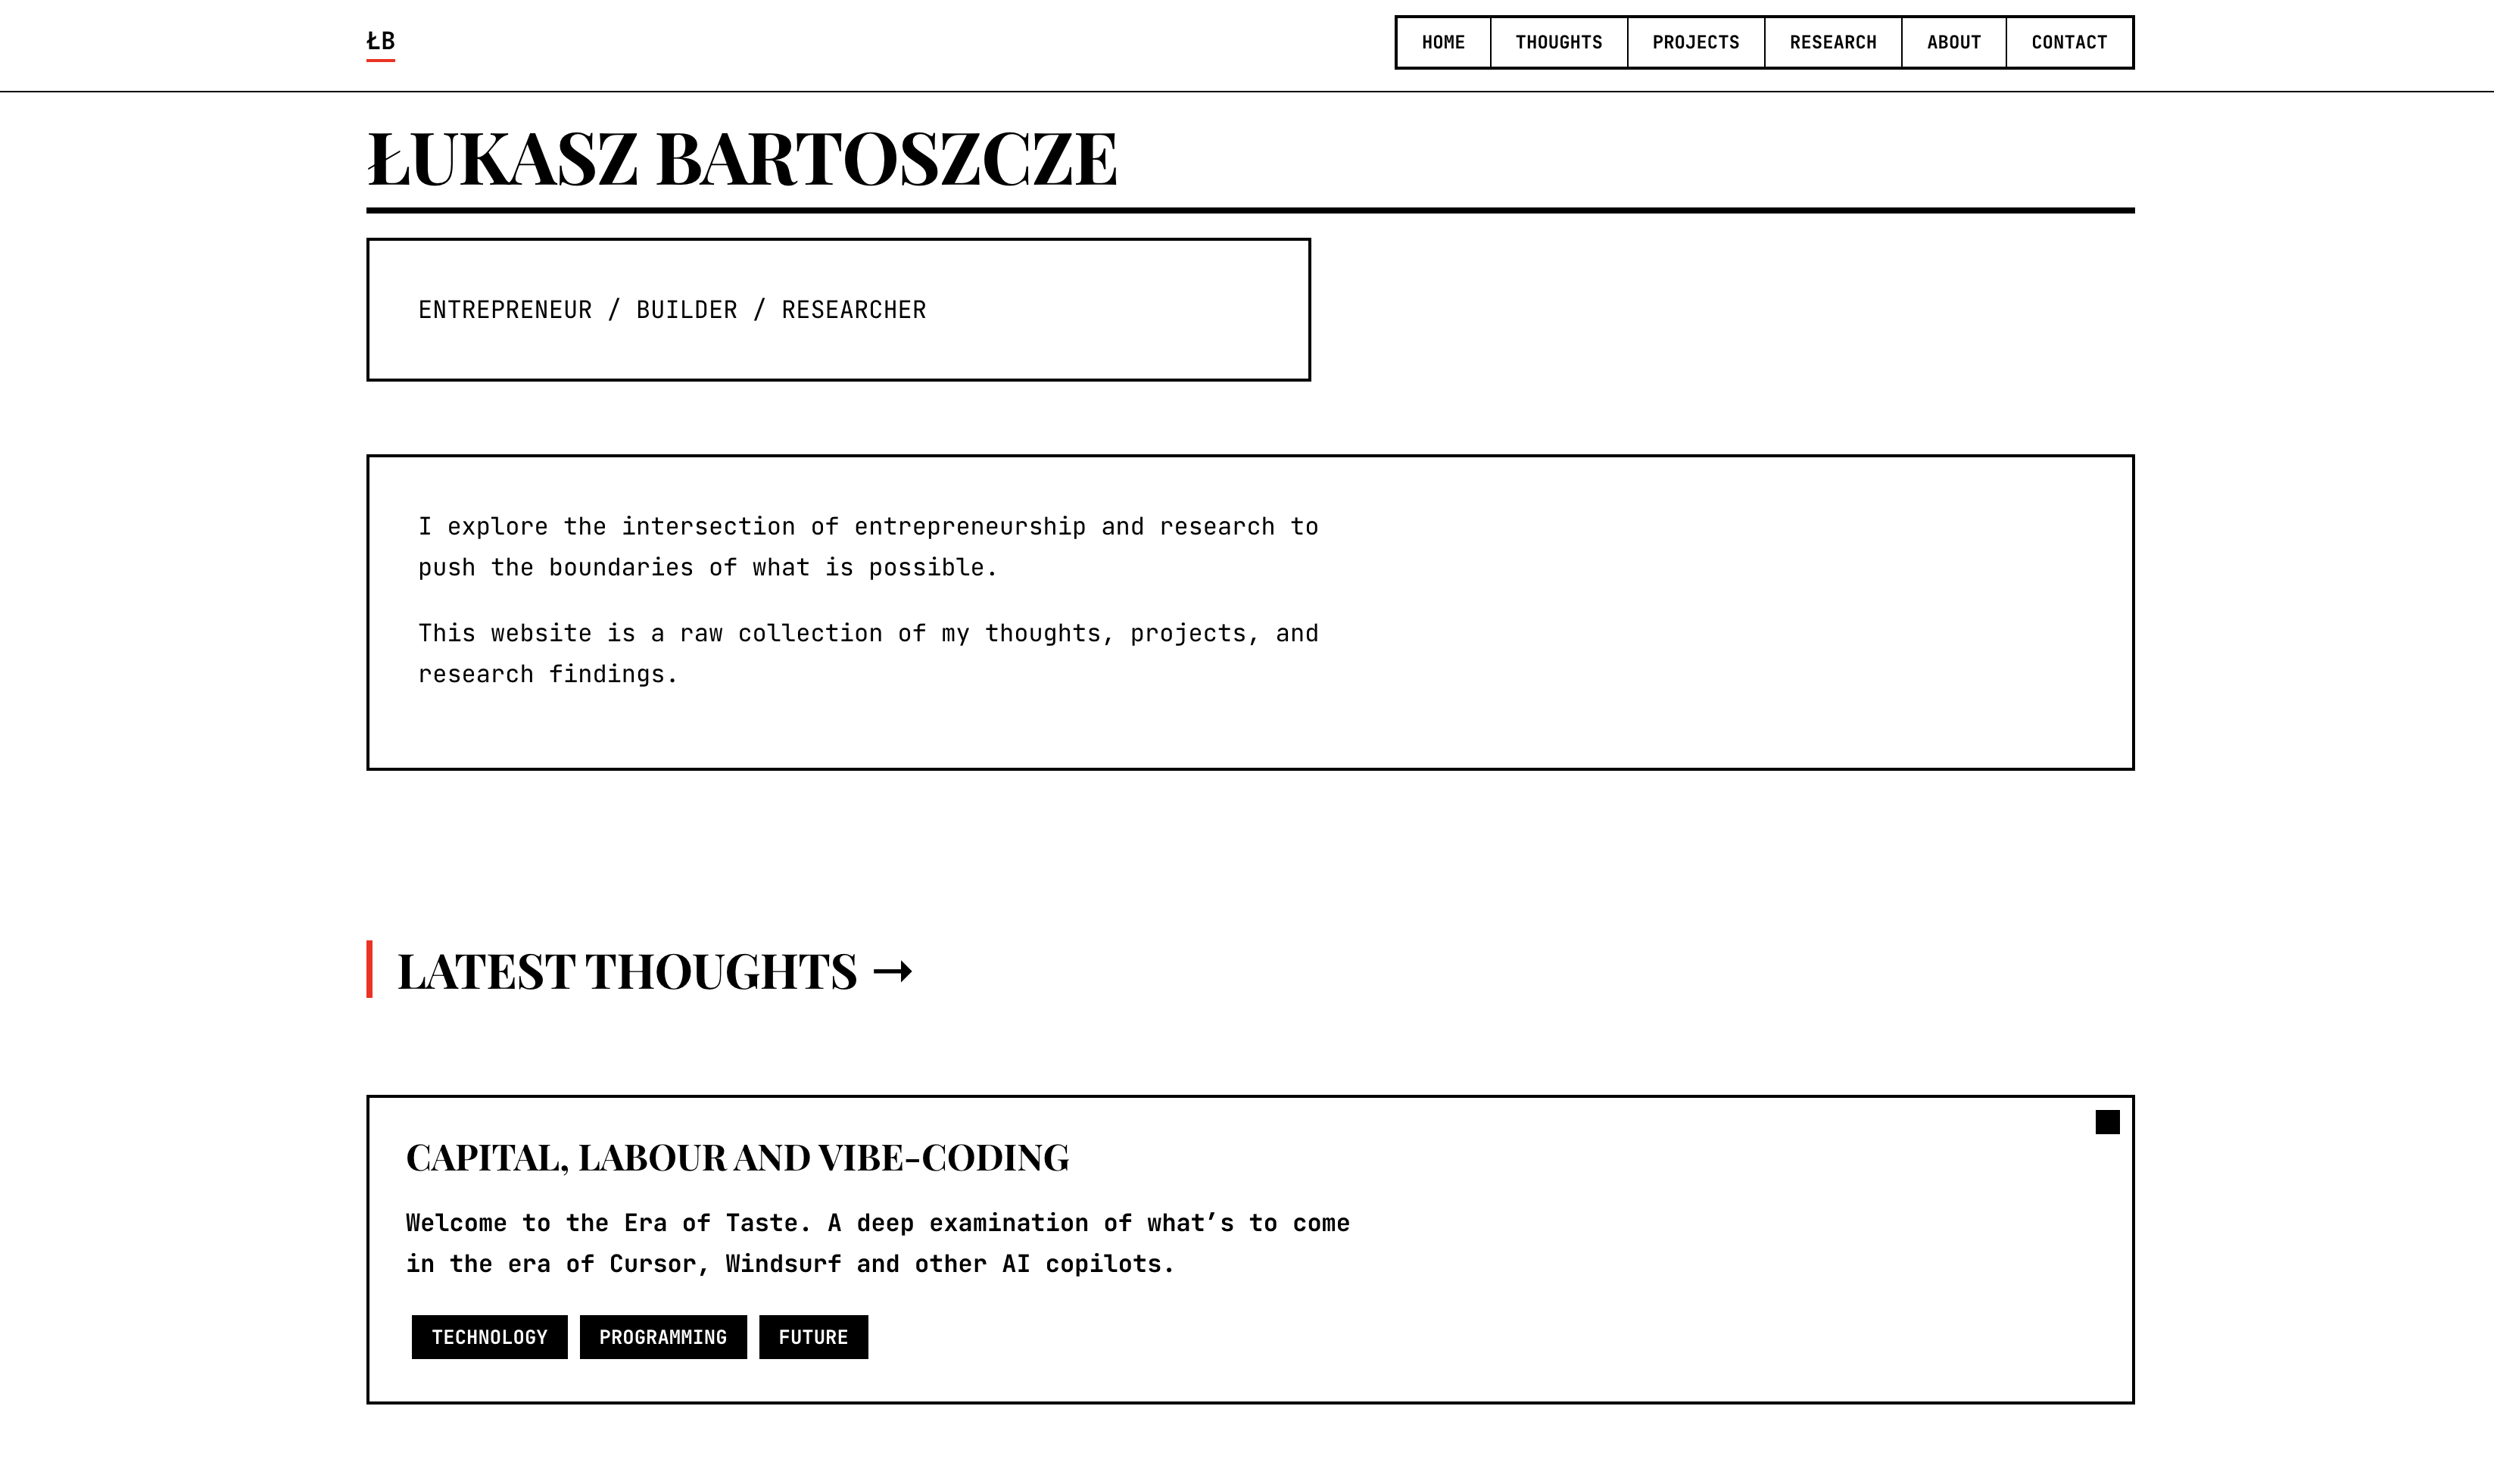 ŁB
HOME THOUGHTS PROJECTS RESEARCH ABOUT CONTACT
ŁUKASZ BARTOSZCZE
ENTREPRENEUR / BUILDER / RESEARCHER
I explore the intersection of entrepreneurship and research to
push the boundaries of what is possible.
This website is a raw collection of my thoughts, projects, and
research findings.
LATEST THOUGHTS →
CAPITAL, LABOUR AND VIBE-CODING
Welcome to the Era of Taste. A deep examination of what’s to come
in the era of Cursor, Windsurf and other AI copilots.
TECHNOLOGY PROGRAMMING FUTURE